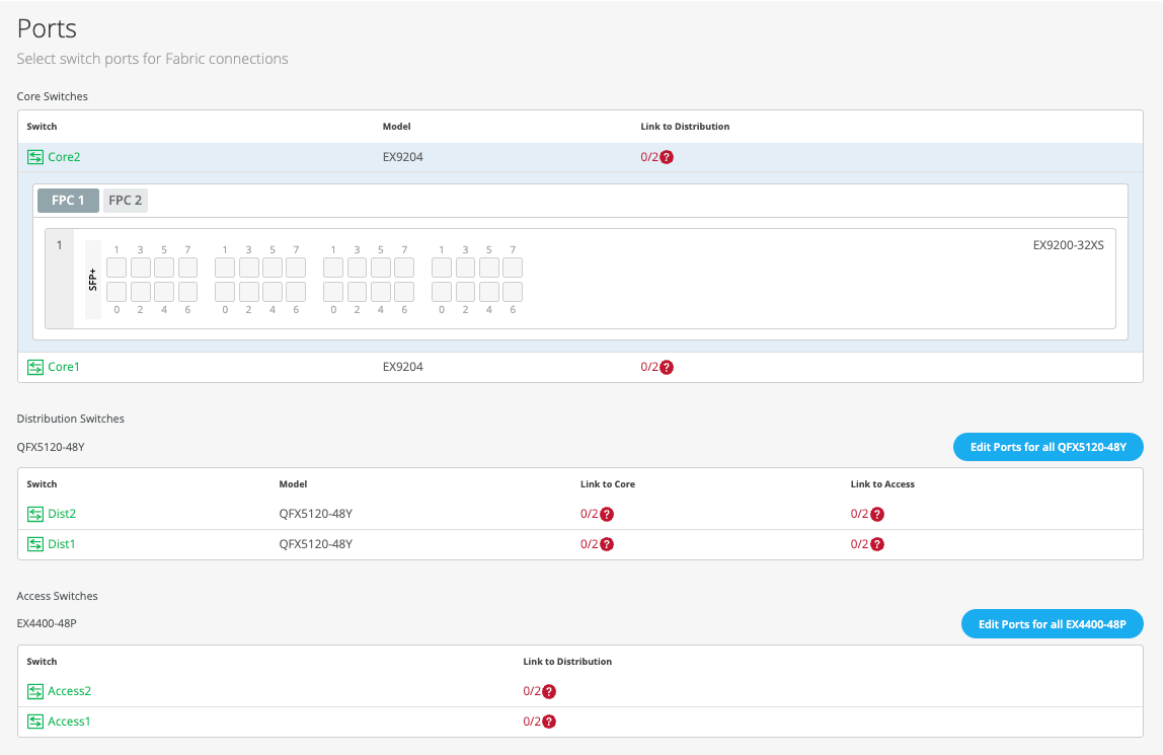 Ports
Select switch ports for Fabric connections
Core Switches
Switch Model Link to Distribution
Core2 EX9204 0/2 ?
FPC 1 FPC 2
1 EX9200-32XS
SFP+
1 3 5 7 1 3 5 7 1 3 5 7 1 3 5 7
0 2 4 6 0 2 4 6 0 2 4 6 0 2 4 6
Core1 EX9204 0/2 ?
Distribution Switches
QFX5120-48Y Edit Ports for all QFX5120-48Y
Switch Model Link to Core Link to Access
Dist2 QFX5120-48Y 0/2 ? 0/2 ?
Dist1 QFX5120-48Y 0/2 ? 0/2 ?
Access Switches
EX4400-48P Edit Ports for all EX4400-48P
Switch Link to Distribution
Access2 0/2 ?
Access1 0/2 ?